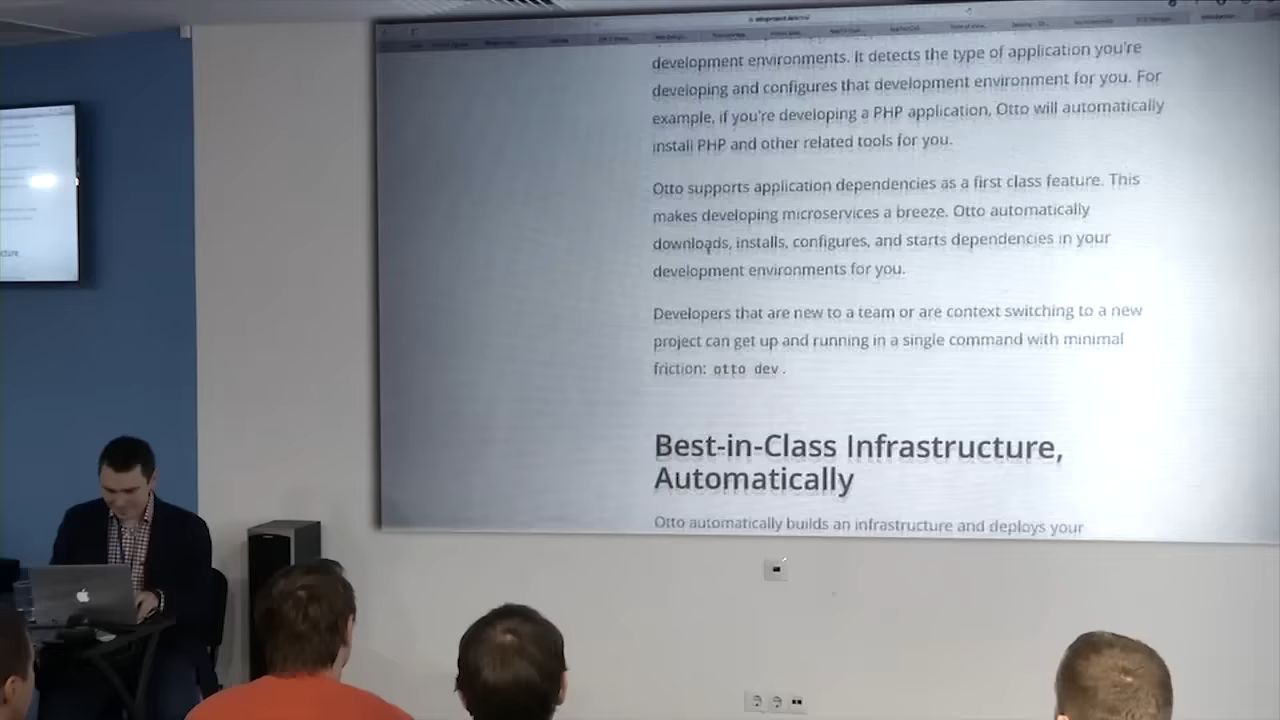 development environments. It detects the type of application you're
developing and configures that development environment for you. For
example, if you're developing a PHP application, Otto will automatically
install PHP and other related tools for you.
Otto supports application dependencies as a first class feature. This
makes developing microservices a breeze. Otto automatically
downloads, installs, configures, and starts dependencies in your
development environments for you.
Developers that are new to a team or are context switching to a new
project can get up and running in a single command with minimal
friction: otto dev.
Best-in-Class Infrastructure,
Automatically
Otto automatically builds an infrastructure and deploys your